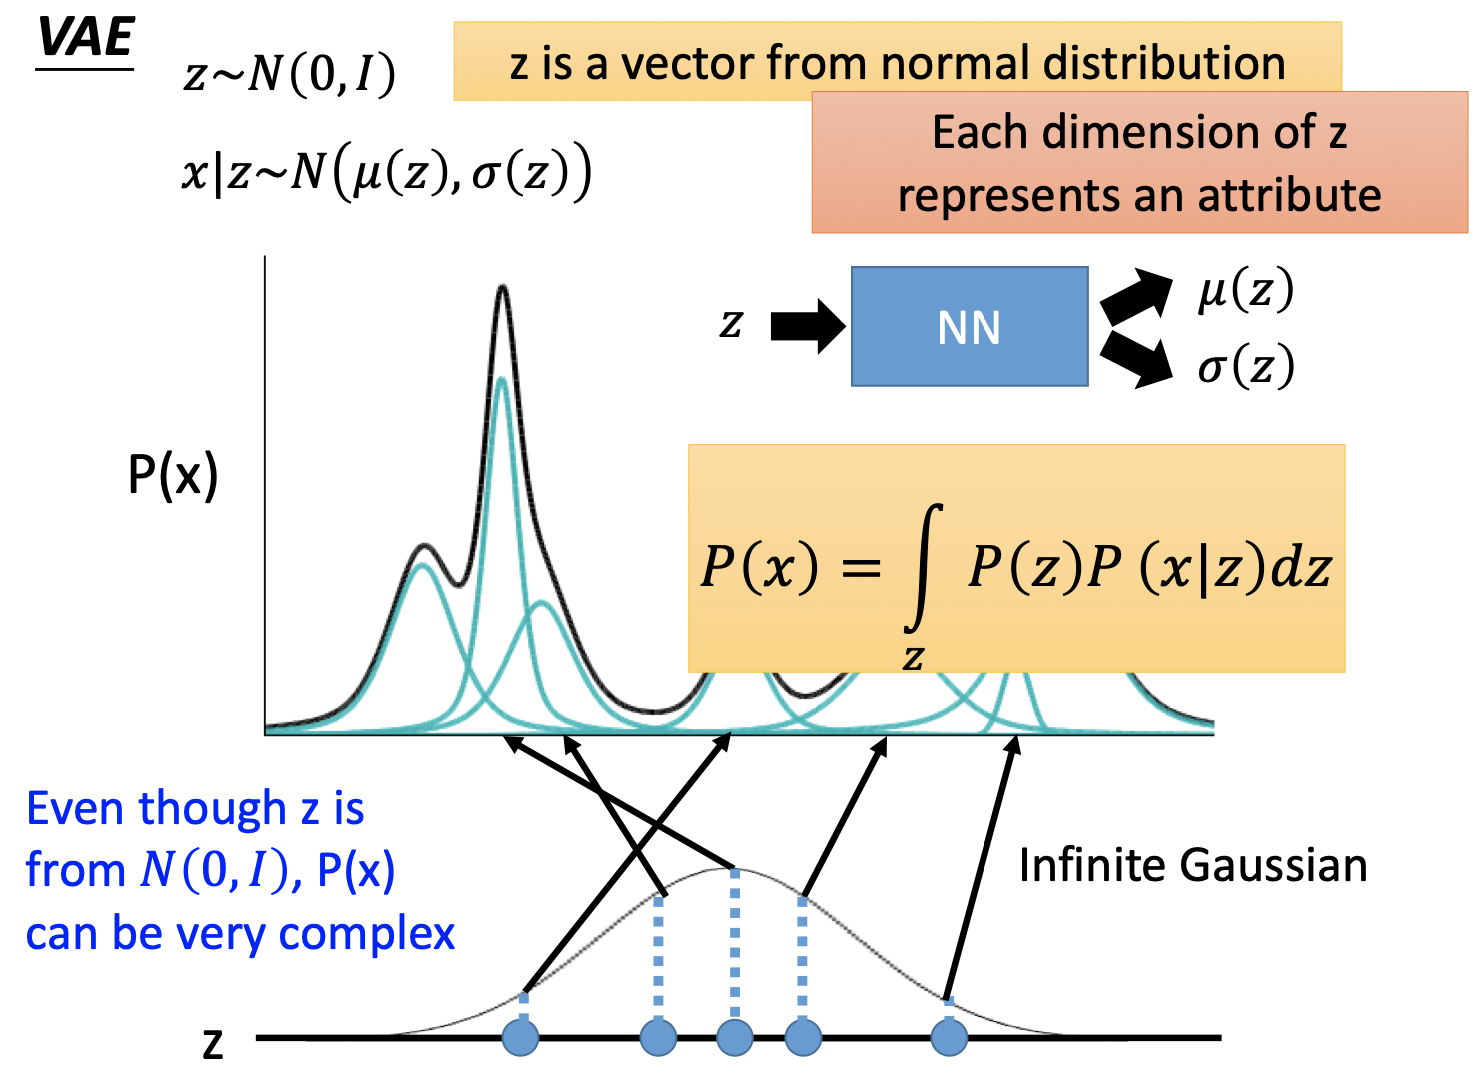 VAE
z~N(0, I)
z is a vector from normal distribution
Each dimension of z
represents an attribute
x|z~N(μ(z), σ(z))
z
NN
μ(z)
σ(z)
P(x)
P(x) = ∫ P(z)P (x|z)dz
z
Even though z is
from N(0, I), P(x)
can be very complex
Infinite Gaussian
z